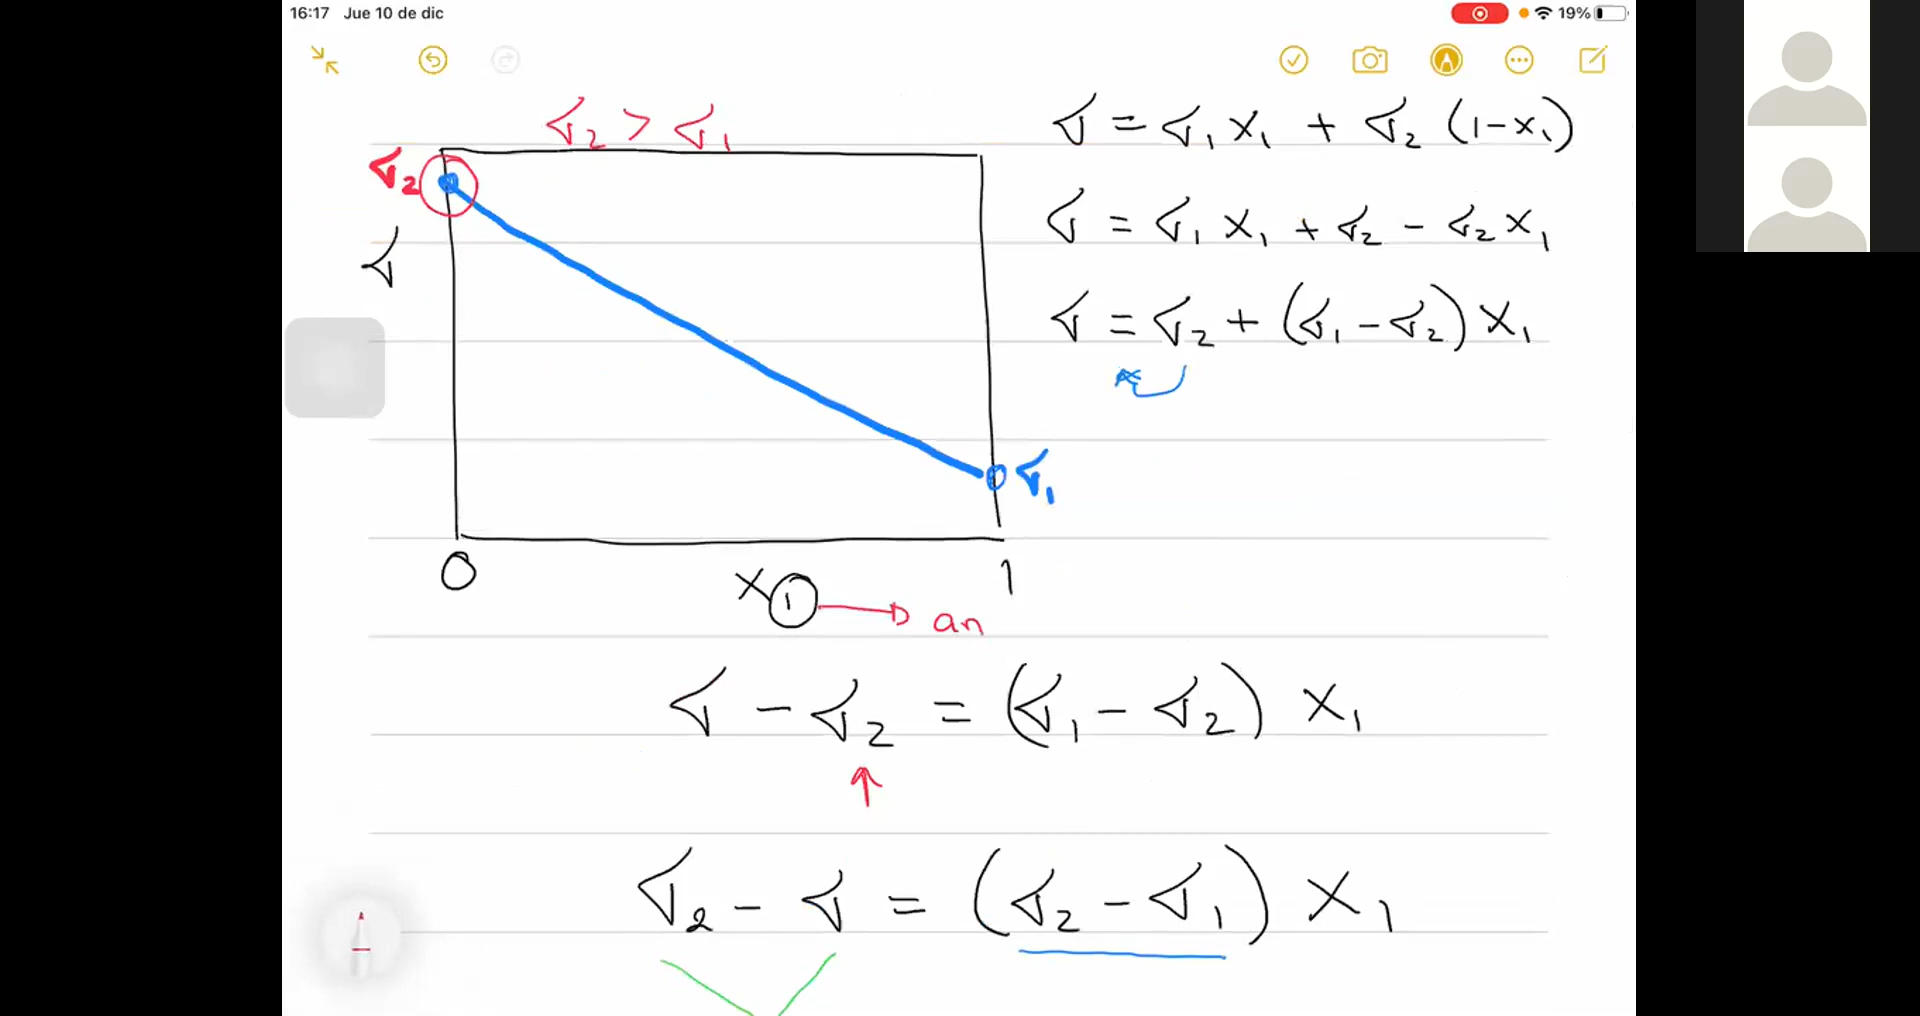 16:17 Jue 10 de dic 19%
σ₂ > σ₁
σ₂
σ
σ₁
0 x₁ 1
an
σ = σ₁ x₁ + σ₂ (1-x₁)
σ = σ₁ x₁ + σ₂ - σ₂ x₁
σ = σ₂ + (σ₁ - σ₂) x₁
σ - σ₂ = (σ₁ - σ₂) x₁
σ₂ - σ = (σ₂ - σ₁) x₁